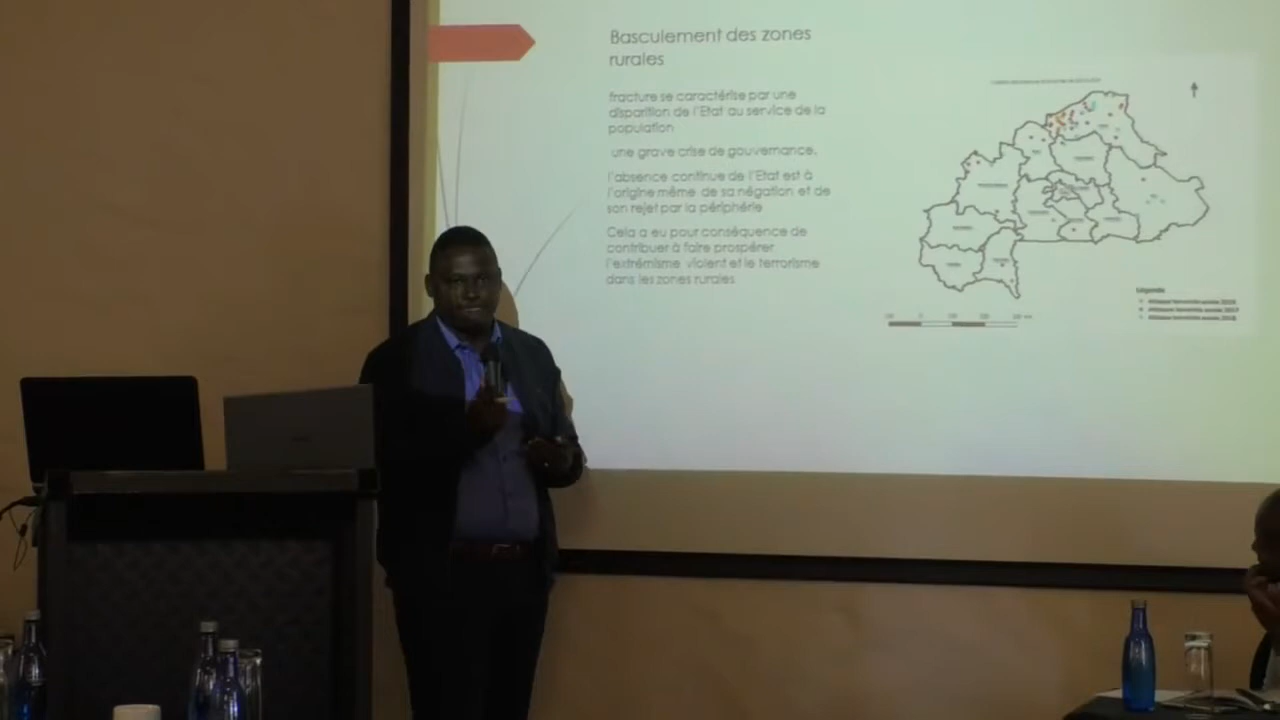 Basculement des zones
rurales
fracture se caractérise par une
disparition de l'Etat au service de la
population
une grave crise de gouvernance.
l'absence continue de l'Etat est à
l'origine même de sa négation et de
son rejet par la périphérie
Cela a eu pour conséquence de
contribuer à faire prospérer
l'extrémisme violent et le terrorisme
dans les zones rurales
Légende